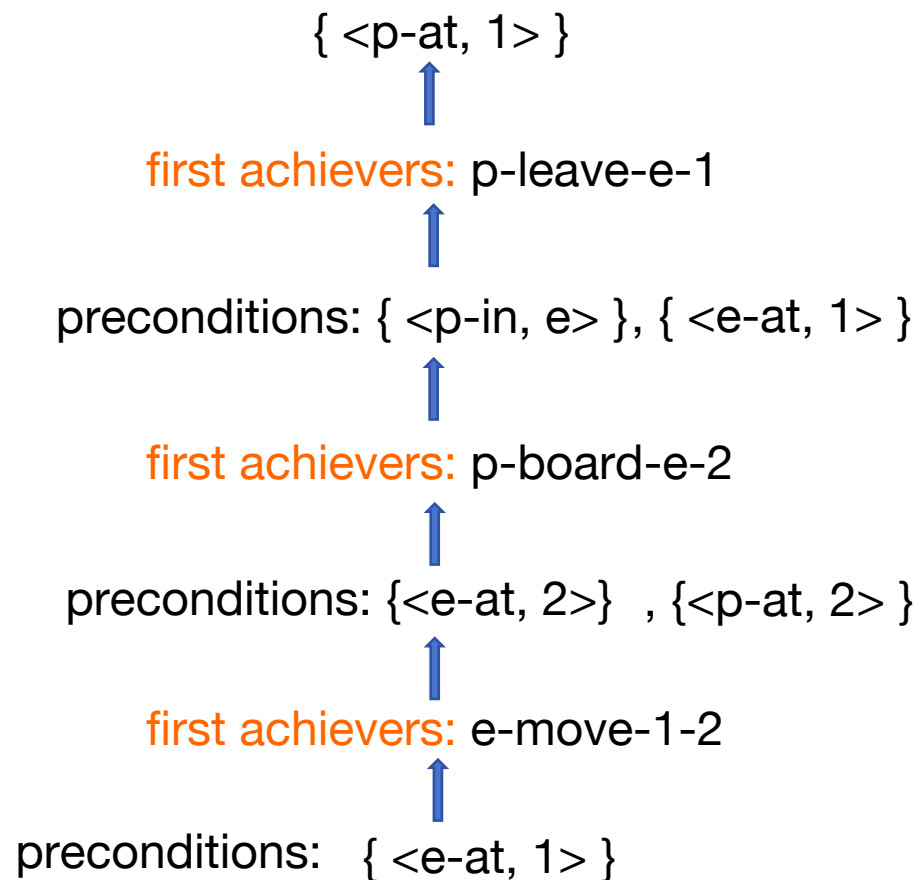 { <p-at, 1> }
first achievers: p-leave-e-1
preconditions: { <p-in, e> }, { <e-at, 1> }
first achievers: p-board-e-2
preconditions: {<e-at, 2>} , {<p-at, 2> }
first achievers: e-move-1-2
preconditions: { <e-at, 1> }